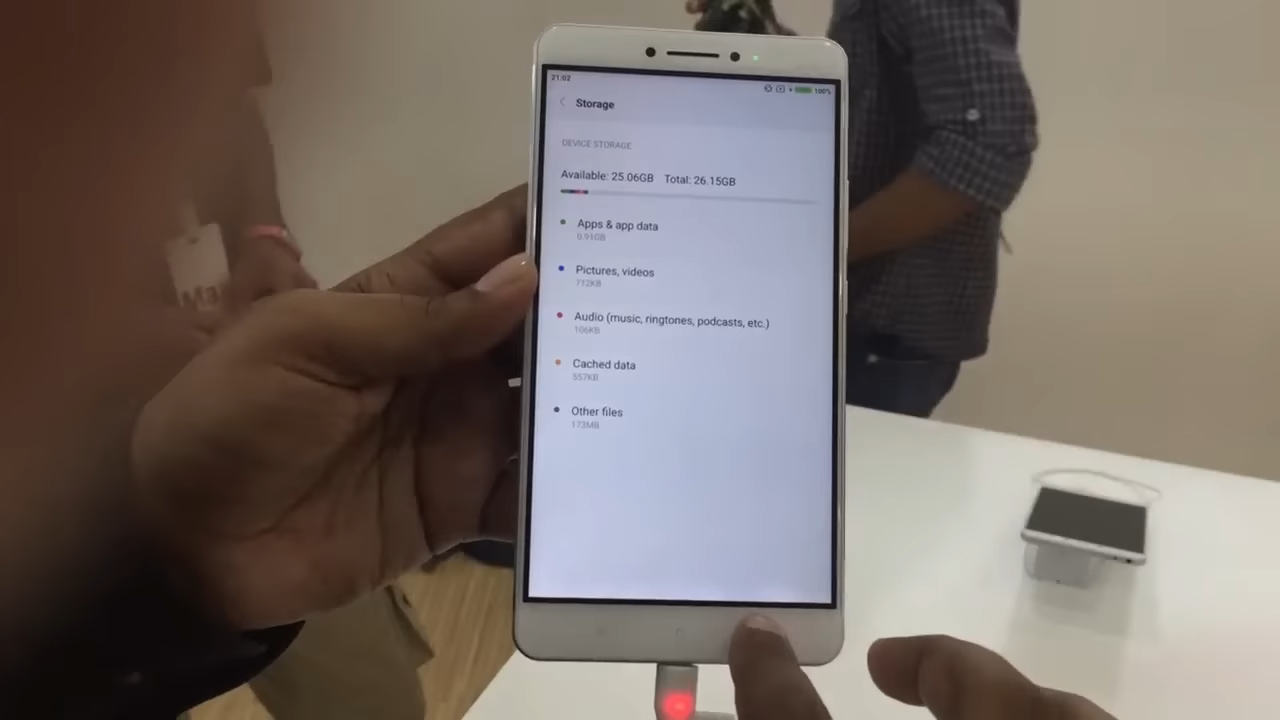 21:02
100%
Storage
DEVICE STORAGE
Available: 25.06GB Total: 26.15GB
Apps & app data
0.91GB
Pictures, videos
712KB
Audio (music, ringtones, podcasts, etc.)
106KB
Cached data
557KB
Other files
173MB